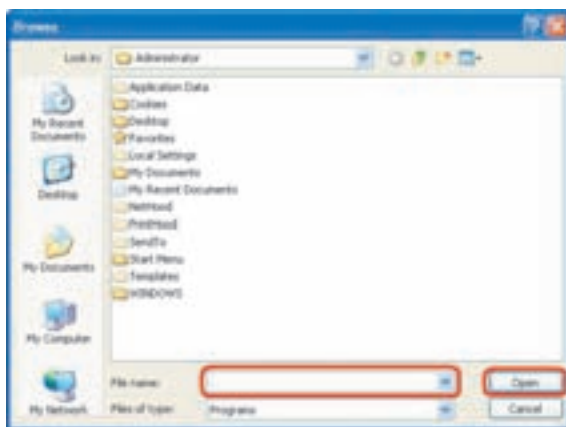 Browse
Look in: Administrator
My Recent Documents
Desktop
My Documents
My Computer
My Network
Application Data
Cookies
Desktop
Favorites
Local Settings
My Documents
My Recent Documents
NetHood
PrintHood
SendTo
Start Menu
Templates
WINDOWS
File name:
Open
Files of type: Programs
Cancel